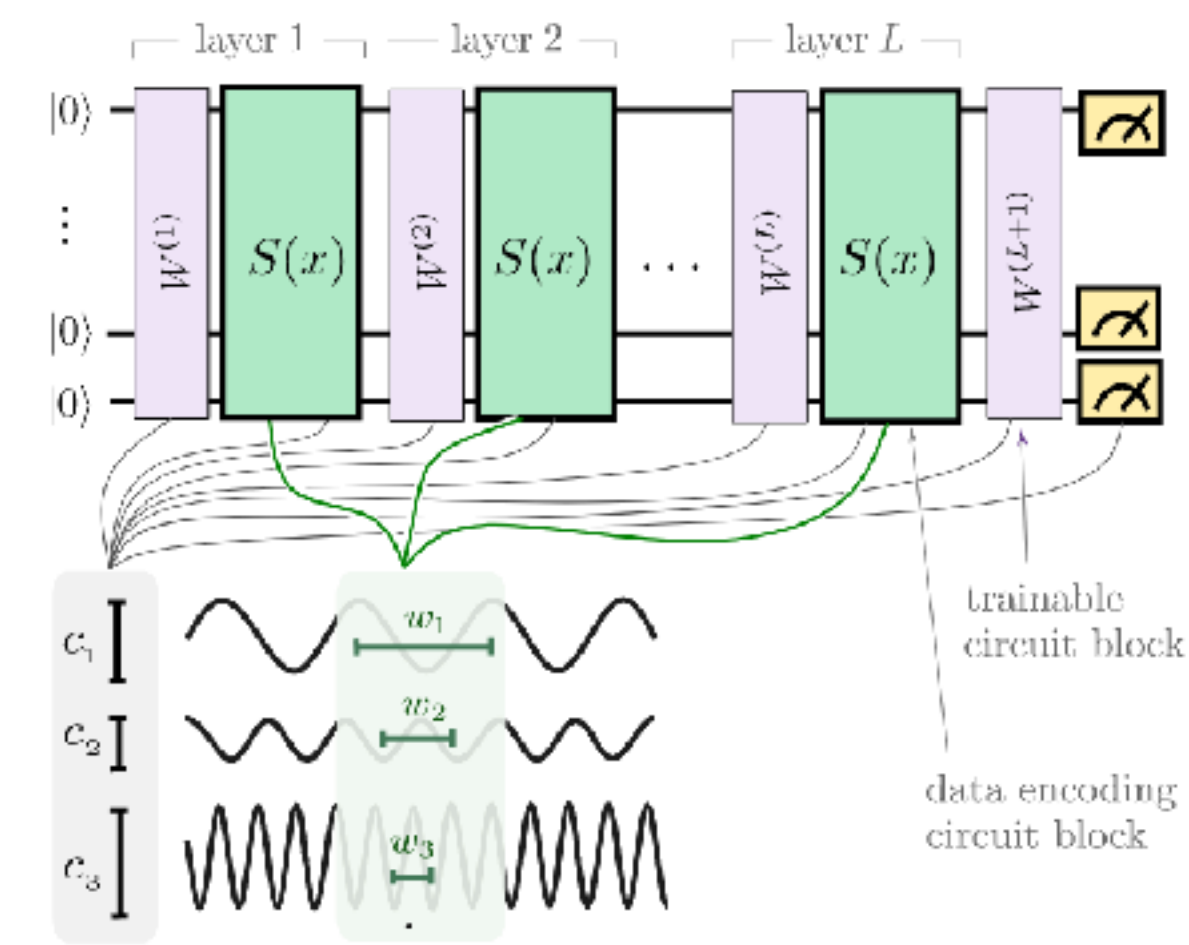 layer 1 layer 2 layer L
|0⟩
⋮
|0⟩
|0⟩
W(1) S(x) W(2) S(x) ... W(L) S(x) W(L+1)
c1 w1
c2 w2
c3 w3
trainable
circuit block
data encoding
circuit block